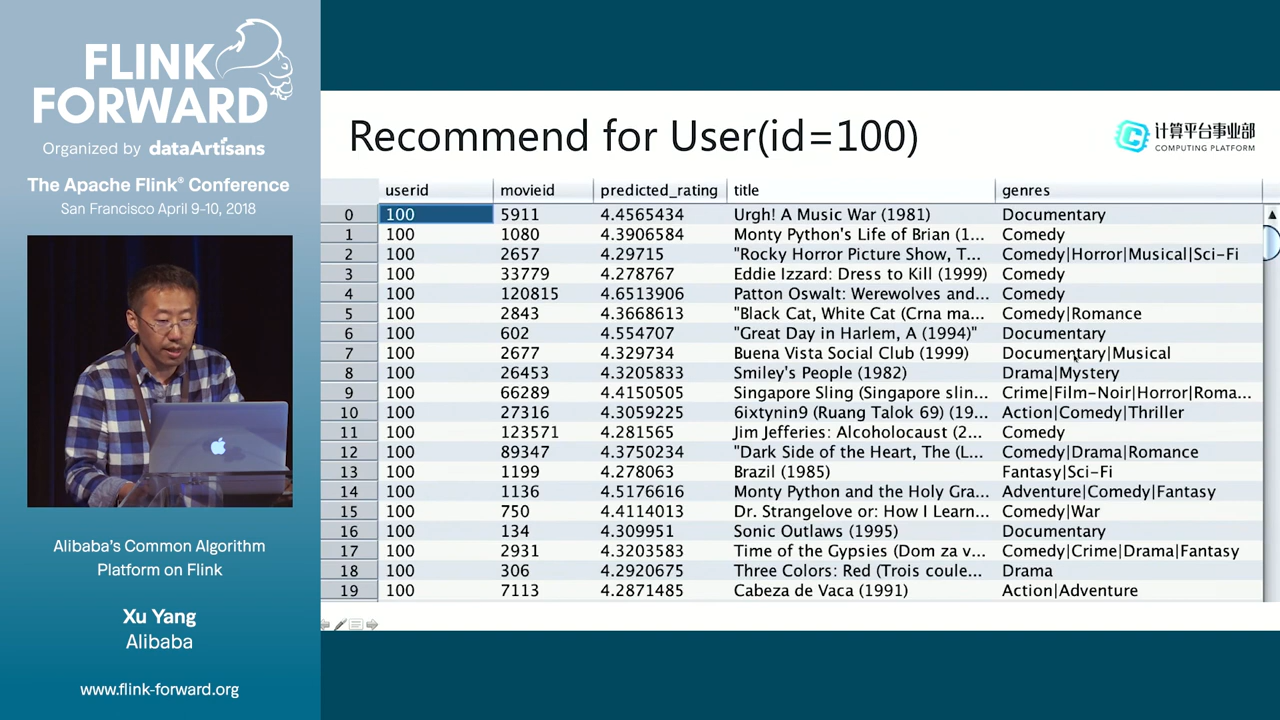 FLINK
FORWARD
Organized by dataArtisans
The Apache Flink® Conference
San Francisco April 9-10, 2018
Alibaba's Common Algorithm
Platform on Flink
Xu Yang
Alibaba
www.flink-forward.org
Recommend for User(id=100)
计算平台事业部
COMPUTING PLATFORM
userid movieid predicted_rating title genres
0 100 5911 4.4565434 Urgh! A Music War (1981) Documentary
1 100 1080 4.3906584 Monty Python's Life of Brian (1... Comedy
2 100 2657 4.29715 "Rocky Horror Picture Show, T... Comedy|Horror|Musical|Sci-Fi
3 100 33779 4.278767 Eddie Izzard: Dress to Kill (1999) Comedy
4 100 120815 4.6513906 Patton Oswalt: Werewolves and... Comedy
5 100 2843 4.3668613 "Black Cat, White Cat (Crna ma... Comedy|Romance
6 100 602 4.554707 "Great Day in Harlem, A (1994)" Documentary
7 100 2677 4.329734 Buena Vista Social Club (1999) Documentary|Musical
8 100 26453 4.3205833 Smiley's People (1982) Drama|Mystery
9 100 66289 4.4150505 Singapore Sling (Singapore slin... Crime|Film-Noir|Horror|Roma...
10 100 27316 4.3059225 6ixtynin9 (Ruang Talok 69) (19... Action|Comedy|Thriller
11 100 123571 4.281565 Jim Jefferies: Alcoholocaust (2... Comedy
12 100 89347 4.3750234 "Dark Side of the Heart, The (L... Comedy|Drama|Romance
13 100 1199 4.278063 Brazil (1985) Fantasy|Sci-Fi
14 100 1136 4.5176616 Monty Python and the Holy Gra... Adventure|Comedy|Fantasy
15 100 750 4.4114013 Dr. Strangelove or: How I Learn... Comedy|War
16 100 134 4.309951 Sonic Outlaws (1995) Documentary
17 100 2931 4.3203583 Time of the Gypsies (Dom za v... Comedy|Crime|Drama|Fantasy
18 100 306 4.2920675 Three Colors: Red (Trois coule... Drama
19 100 7113 4.2871485 Cabeza de Vaca (1991) Action|Adventure